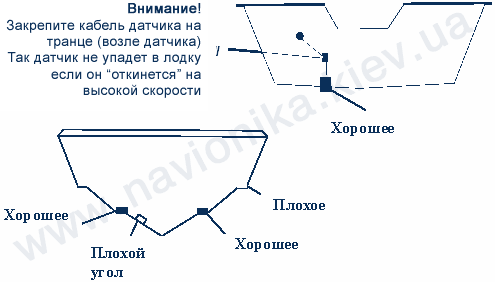 Внимание!
Закрепите кабель датчика на
транце (возле датчика)
Так датчик не упадет в лодку
если он “откинется” на
высокой скорости
1
Хорошее
Хорошее
Плохой
угол
Хорошее
Плохое
www.navionika.kiev.ua